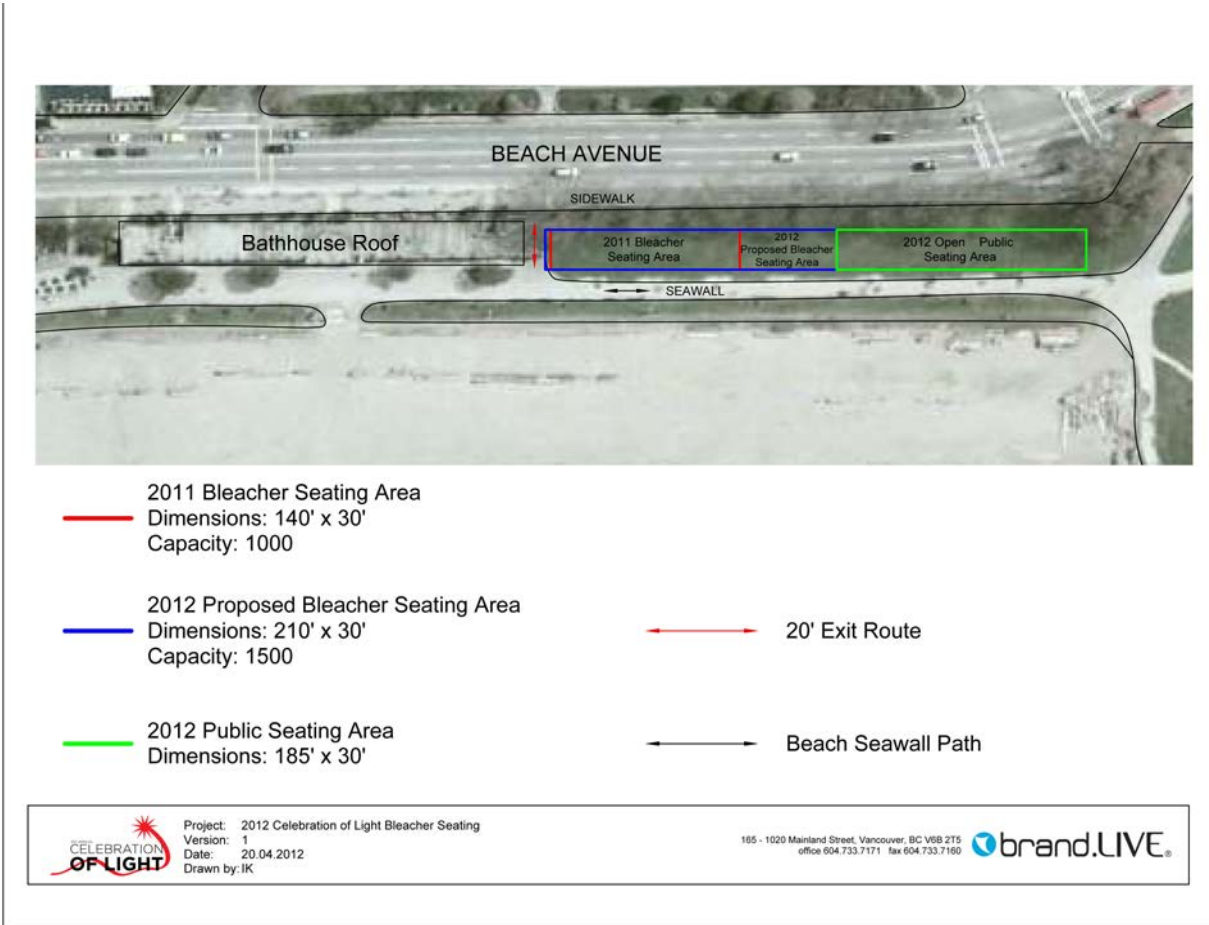 BEACH AVENUE
SIDEWALK
Bathhouse Roof
2011 Bleacher
Seating Area
2012
Proposed Bleacher
Seating Area
2012 Open Public
Seating Area
SEAWALL
2011 Bleacher Seating Area
Dimensions: 140' x 30'
Capacity: 1000
2012 Proposed Bleacher Seating Area
Dimensions: 210' x 30'
Capacity: 1500
20' Exit Route
2012 Public Seating Area
Dimensions: 185' x 30'
Beach Seawall Path
CELEBRATION
OF LIGHT
Project: 2012 Celebration of Light Bleacher Seating
Version: 1
Date: 20.04.2012
Drawn by: IK
165 - 1020 Mainland Street, Vancouver, BC V6B 2T5
office 604.733.7171 fax 604.733.7160
brand.LIVE®